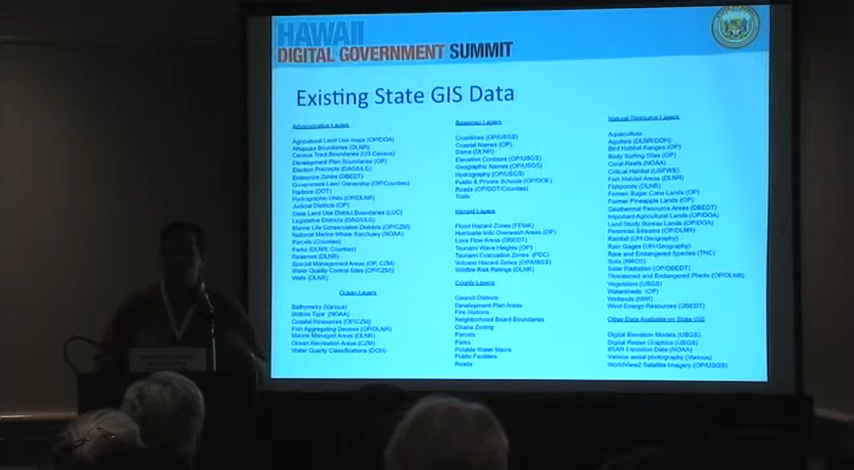 HAWAII
DIGITAL GOVERNMENT SUMMIT
Existing State GIS Data
Administrative Layers
Agricultural Land Use maps (OP/DOA)
Ahupuaa Boundaries (DLNR)
Census Tract Boundaries (US Census)
Development Plan Boundaries (OP)
Election Precincts (DAGS/LG)
Enterprise Zones (DBEDT)
Government Land Ownership (OP/Counties)
Harbors (DOT)
Hydrographic Units (OP/DLNR)
Judicial Districts (OP)
State Land Use District Boundaries (LUC)
Legislative Districts (DAGS/LG)
Marine Life Conservation Districts (OP/CZM)
National Marine Whale Sanctuary (NOAA)
Parcels (Counties)
Parks (DLNR, Counties)
Reserves (DLNR)
Special Management Areas (OP, CZM)
Water Quality Control Sites (OP/CZM)
Wells (DLNR)
Ocean Layers
Bathymetry (Various)
Bottom Type (NOAA)
Coastal Resources (OP/CZM)
Fish Aggregating Devices (OP/DLNR)
Marine Managed Areas (DLNR)
Ocean Recreation Areas (CZM)
Water Quality Classifications (DOH)
Basemap Layers
Coastlines (OP/USGS)
Coastal Names (OP)
Dams (DLNR)
Elevation Contours (OP/USGS)
Geographic Names (OP/USGS)
Hydrography (OP/USGS)
Public & Private Schools (OP/DOE)
Roads (OP/DOT/Counties)
Trails
Hazard Layers
Flood Hazard Zones (FEMA)
Hurricane Iniki Overwash Areas (OP)
Lava Flow Areas (DBEDT)
Tsunami Wave Heights (OP)
Tsunami Evacuation Zones (PDC)
Volcano Hazard Zones (OP/USGS)
Wildfire Risk Ratings (DLNR)
County Layers
Council Districts
Development Plan Areas
Fire Stations
Neighborhood Board Boundaries
Ohana Zoning
Parcels
Parks
Potable Water Mains
Public Facilities
Roads
Natural Resource Layers
Aquaculture
Aquifers (DLNR/DOH)
Bird Habitat Ranges (OP)
Body Surfing Sites (OP)
Coral Reefs (NOAA)
Critical Habitat (USFWS)
Fish Habitat Areas (DLNR)
Fishponds (DLNR)
Former Sugar Cane Lands (OP)
Former Pineapple Lands (OP)
Geothermal Resource Areas (DBEDT)
Important Agricultural Lands (OP/DOA)
Land Study Bureau Lands (OP/DOA)
Perennial Streams (OP/DLNR)
Rainfall (UH-Geography)
Rain Gages (UH-Geography)
Rare and Endangered Species (TNC)
Soils (NRCS)
Solar Radiation (OP/DBEDT)
Threatened and Endangered Plants (OP/DLNR)
Vegetation (USGS)
Watersheds (OP)
Wetlands (NWI)
Wind Energy Resources (DBEDT)
Other Data Available on State GIS
Digital Elevation Models (USGS)
Digital Raster Graphics (USGS)
IfSAR Elevation Data (NOAA)
Various aerial photography (Various)
WorldView2 Satellite Imagery (OP/USGS)